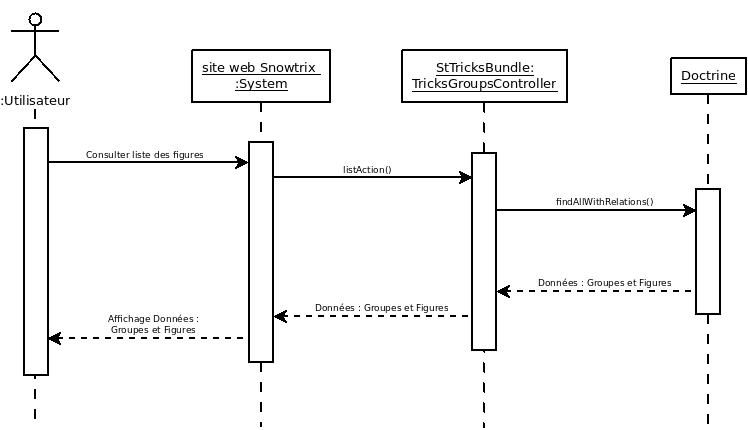 :Utilisateur
site web Snowtrix
:System
StTricksBundle:
TricksGroupsController
Doctrine
Consulter liste des figures
listAction()
findAllWithRelations()
Données : Groupes et Figures
Données : Groupes et Figures
Affichage Données :
Groupes et Figures